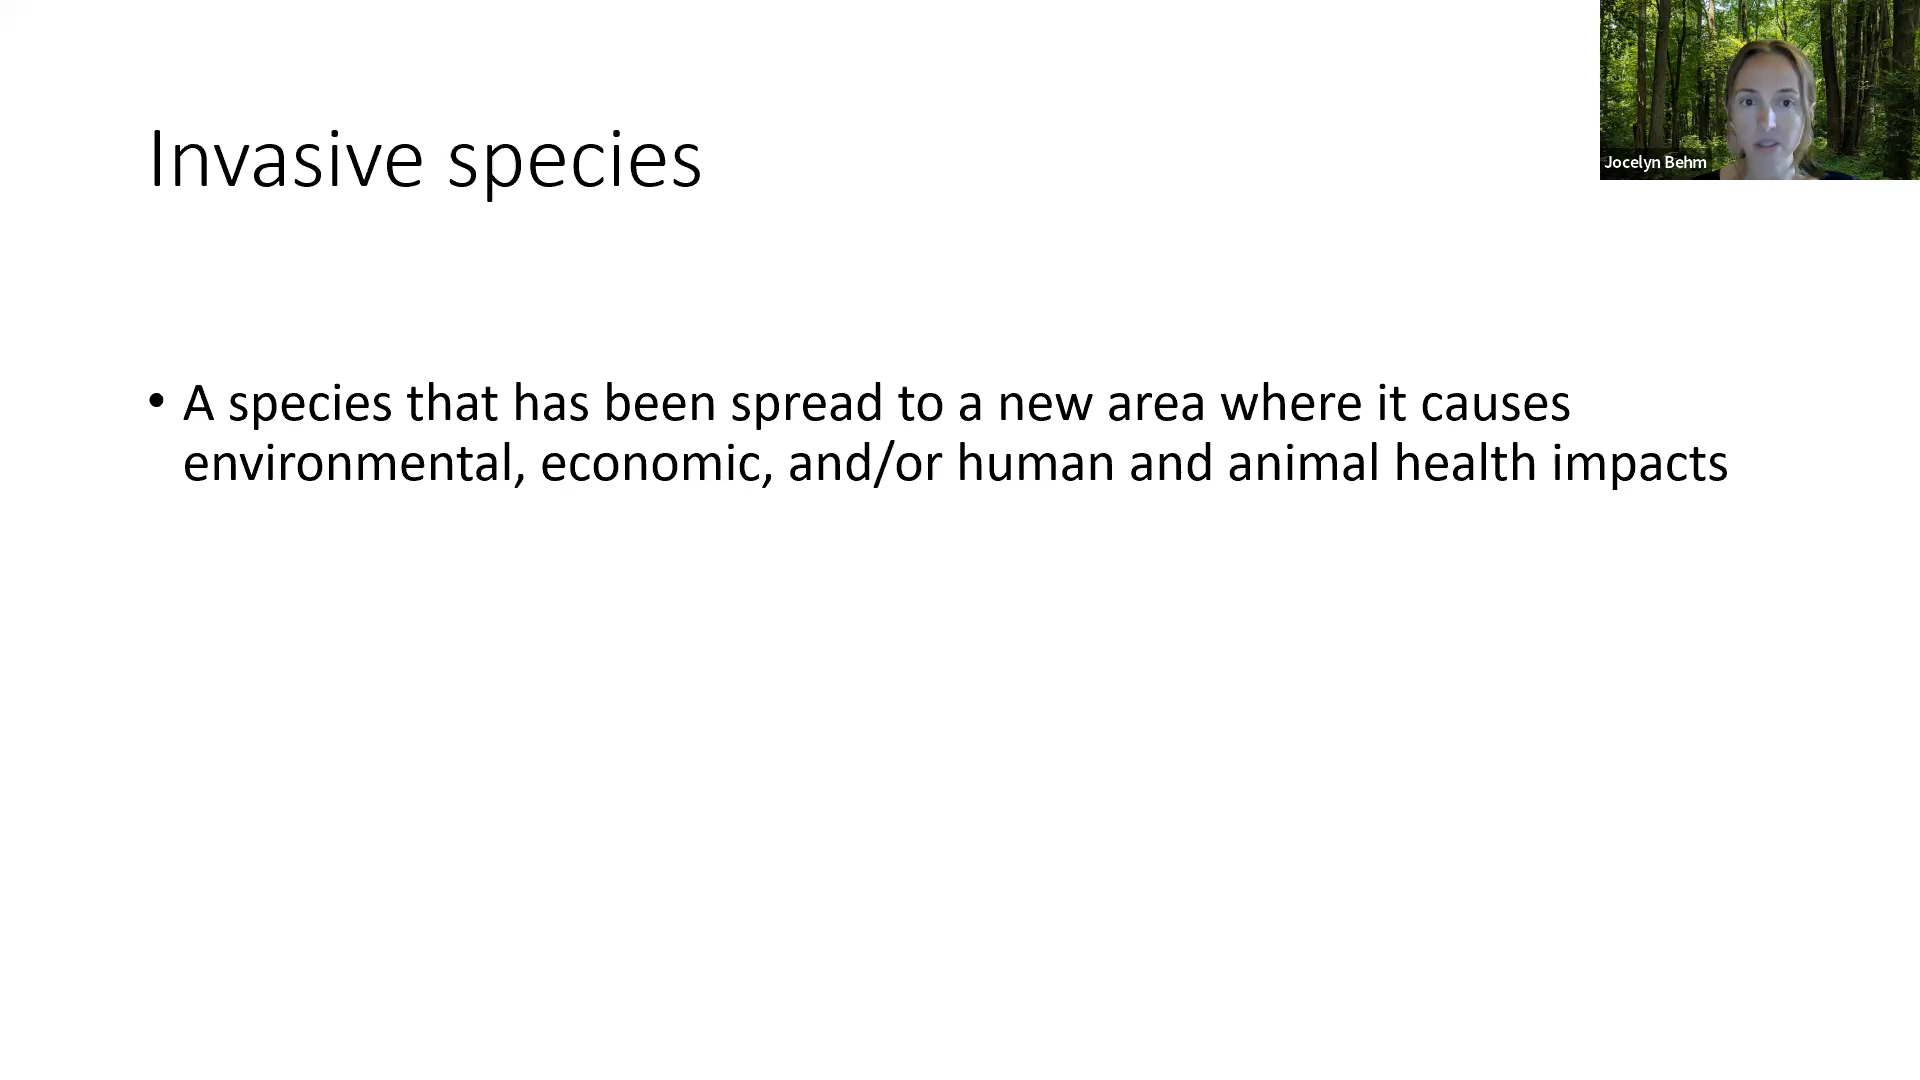 Invasive species
Jocelyn Behm
• A species that has been spread to a new area where it causes
environmental, economic, and/or human and animal health impacts